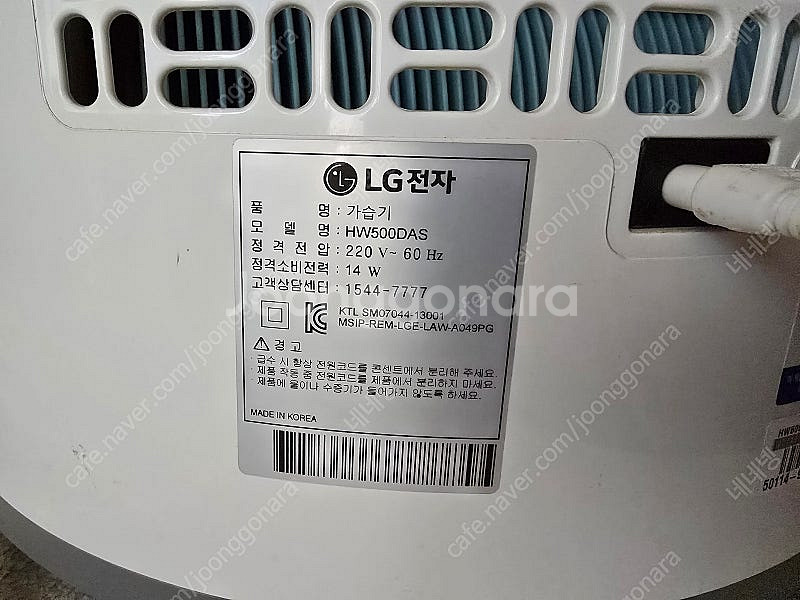 LG전자
품 명 : 가습기
모 델 명 : HW500DAS
정 격 전 압 : 220 V~ 60 Hz
정격소비전력 : 14 W
고객상담센터 : 1544-7777
Joonggonara
KTL SM07044-13001
MSIP-REM-LGE-LAW-A049PG
경 고
· 급수 시 항상 전원코드를 콘센트에서 분리해 주세요.
· 제품 작동 중 전원코드를 제품에서 분리하지 마세요.
· 제품에 물이나 수증기가 들어가지 않도록 하세요.
MADE IN KOREA
50114-
cafe.naver.com/joonggonara